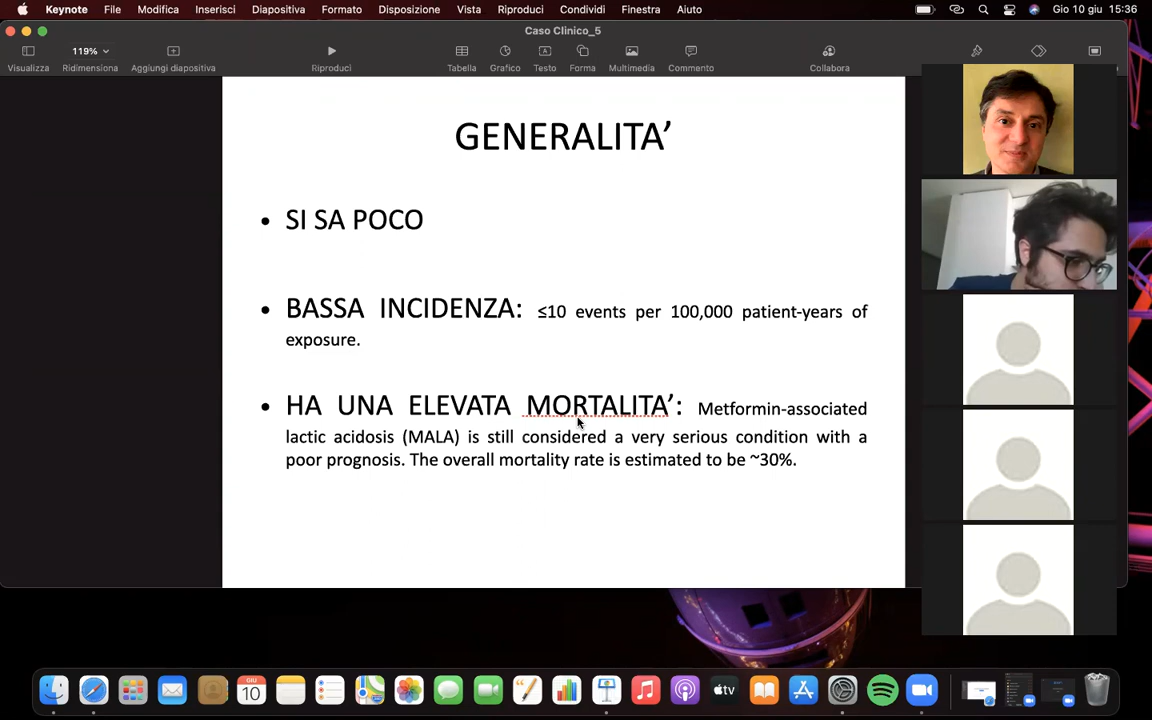 Keynote File Modifica Inserisci Diapositiva Formato Disposizione Vista Riproduci Condividi Finestra Aiuto Gio 10 giu 15:36
Caso Clinico_5
119%
Visualizza Ridimensiona Aggiungi diapositiva Riproduci Tabella Grafico Testo Forma Multimedia Commento Collabora
GENERALITA’
• SI SA POCO
• BASSA INCIDENZA: ≤10 events per 100,000 patient-years of
exposure.
• HA UNA ELEVATA MORTALITA’: Metformin-associated
lactic acidosis (MALA) is still considered a very serious condition with a
poor prognosis. The overall mortality rate is estimated to be ~30%.
GIU
10
tv